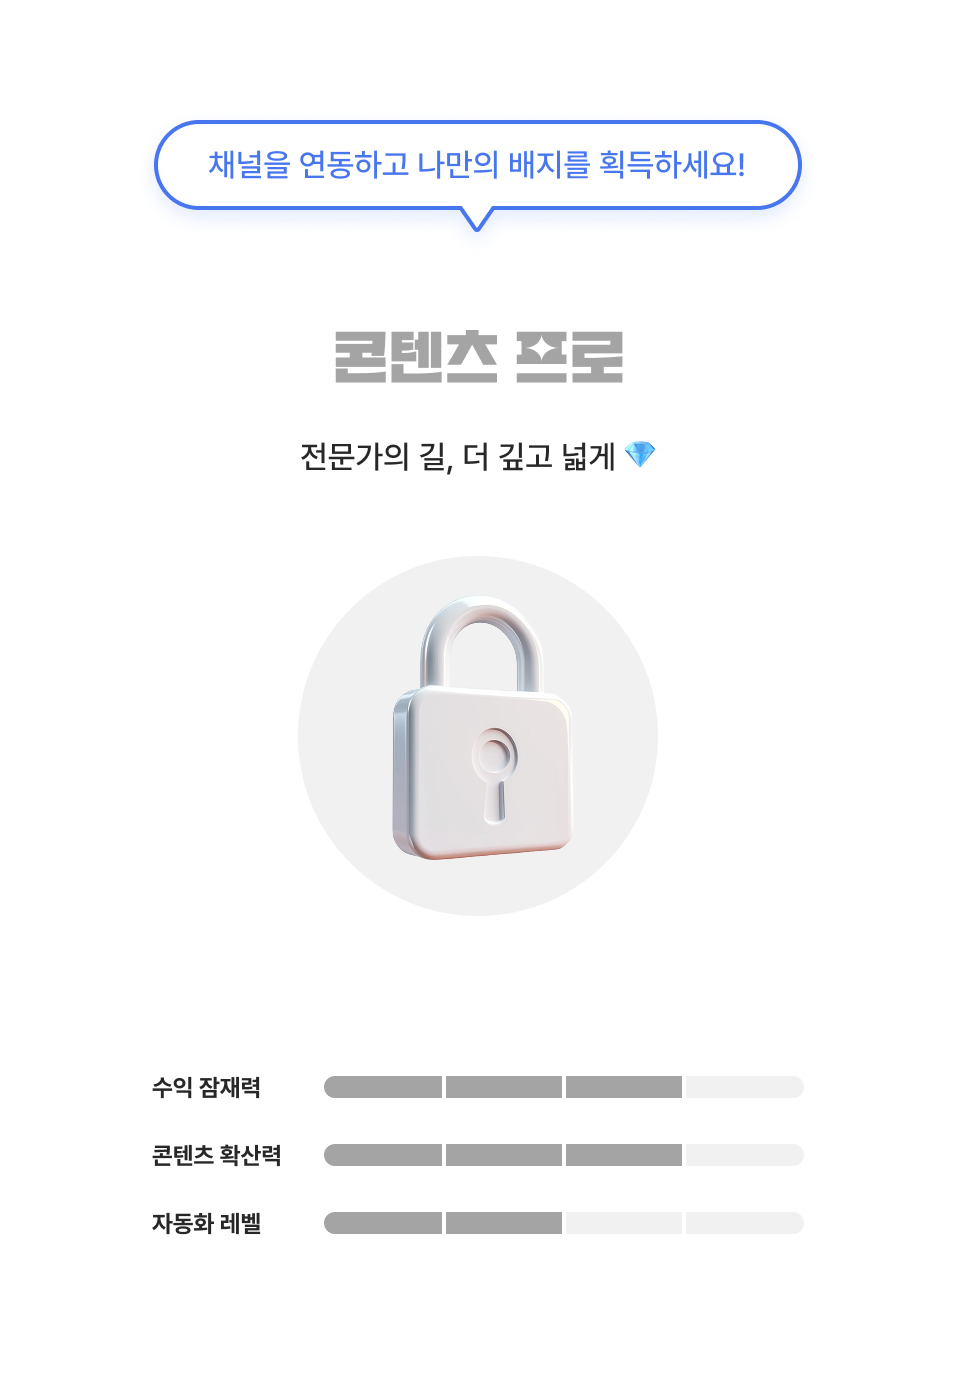 채널을 연동하고 나만의 배지를 획득하세요!
콘텐츠 프로
전문가의 길, 더 깊고 넓게 💎
수익 잠재력
콘텐츠 확산력
자동화 레벨